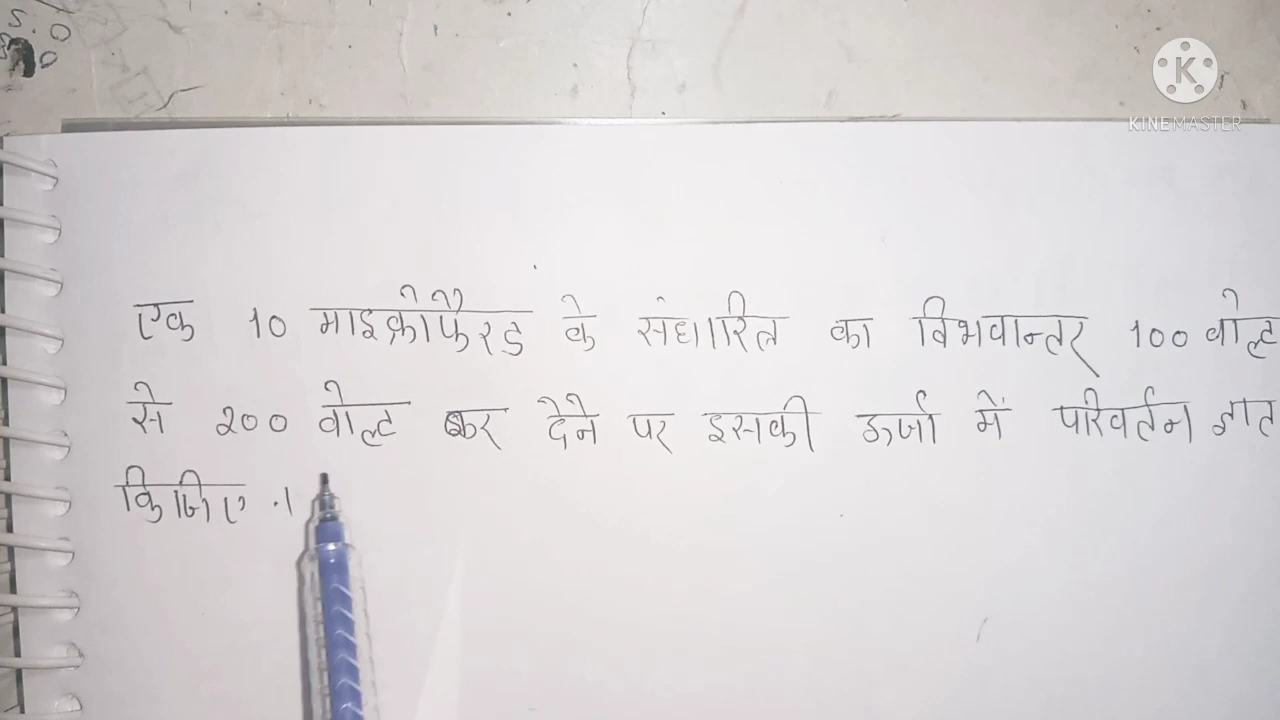 K
KINEMASTER
एक 10 माइक्रोफैरड के संधारित का विभवान्तर 100 वोल्ट
से 200 वोल्ट कर देने पर इसकी ऊर्जा में परिवर्तन ज्ञात
किजिए ।